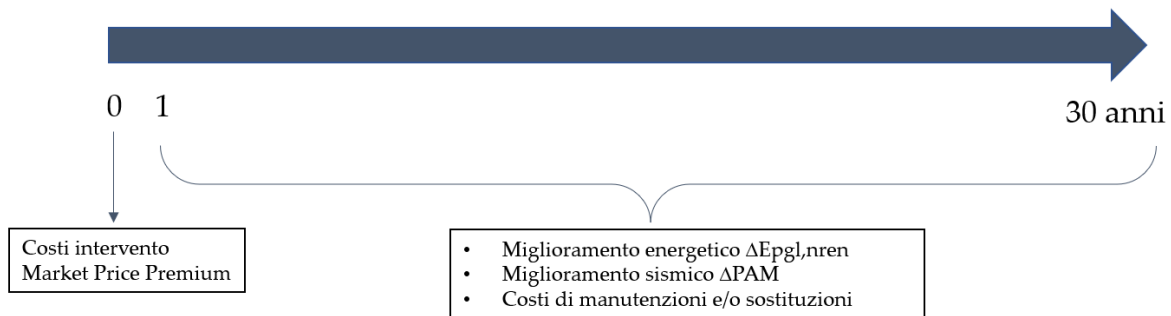 0 1 30 anni
Costi intervento
Market Price Premium
• Miglioramento energetico ΔEpgl,nren
• Miglioramento sismico ΔPAM
• Costi di manutenzioni e/o sostituzioni